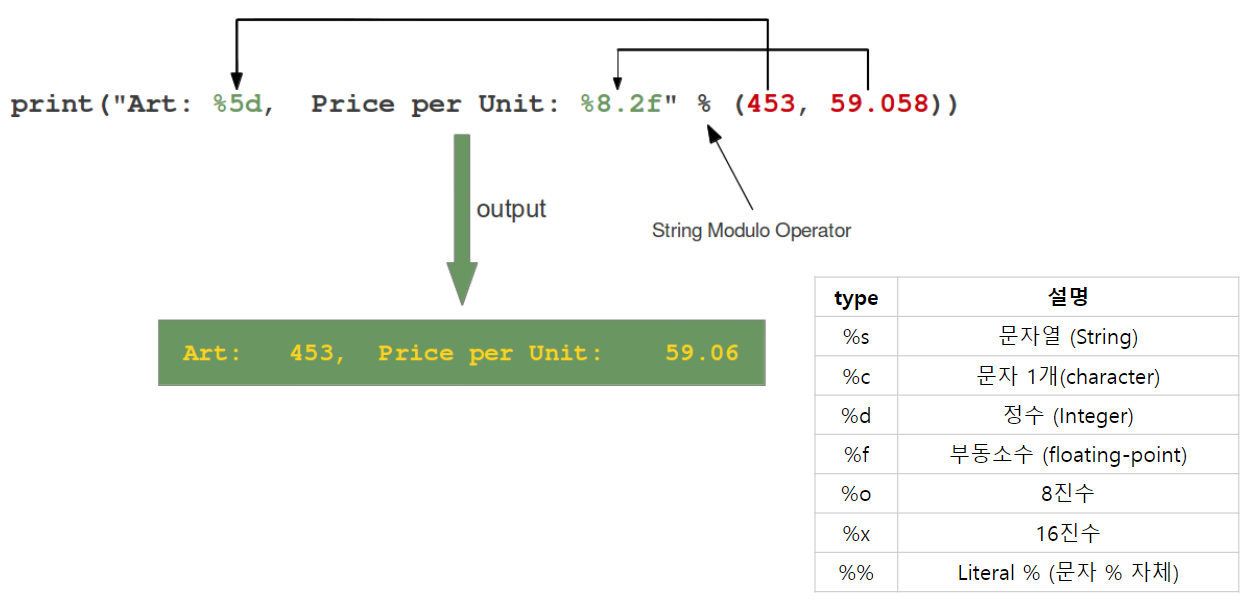 print("Art: %5d,  Price per Unit: %8.2f" % (453, 59.058))
output
String Modulo Operator
Art:   453,  Price per Unit:    59.06
type 설명
%s 문자열 (String)
%c 문자 1개(character)
%d 정수 (Integer)
%f 부동소수 (floating-point)
%o 8진수
%x 16진수
%% Literal % (문자 % 자체)